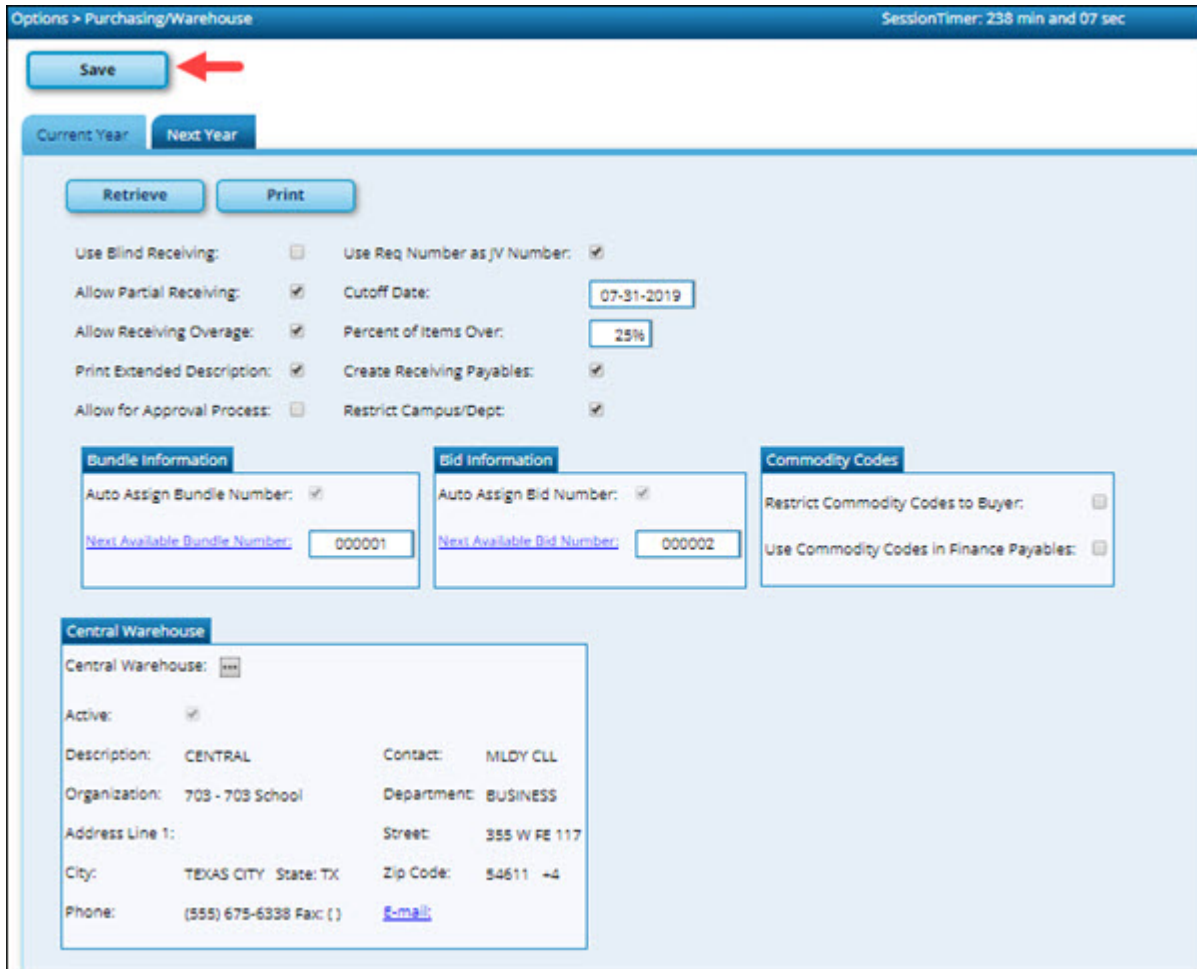 Options > Purchasing/Warehouse SessionTimer: 238 min and 07 sec
Save
Current Year Next Year
Retrieve Print
Use Blind Receiving: Use Req Number as JV Number:
Allow Partial Receiving: Cutoff Date: 07-31-2019
Allow Receiving Overage: Percent of Items Over: 25%
Print Extended Description: Create Receiving Payables:
Allow for Approval Process: Restrict Campus/Dept:
Bundle Information Bid Information Commodity Codes
Auto Assign Bundle Number: Auto Assign Bid Number: Restrict Commodity Codes to Buyer:
Next Available Bundle Number: 000001 Next Available Bid Number: 000002 Use Commodity Codes in Finance Payables:
Central Warehouse
Central Warehouse: ...
Active:
Description: CENTRAL Contact: MLDY CLL
Organization: 703 - 703 School Department: BUSINESS
Address Line 1: Street: 355 W FE 117
City: TEXAS CITY State: TX Zip Code: 54611 +4
Phone: (555) 675-6338 Fax: ( ) E-mail: